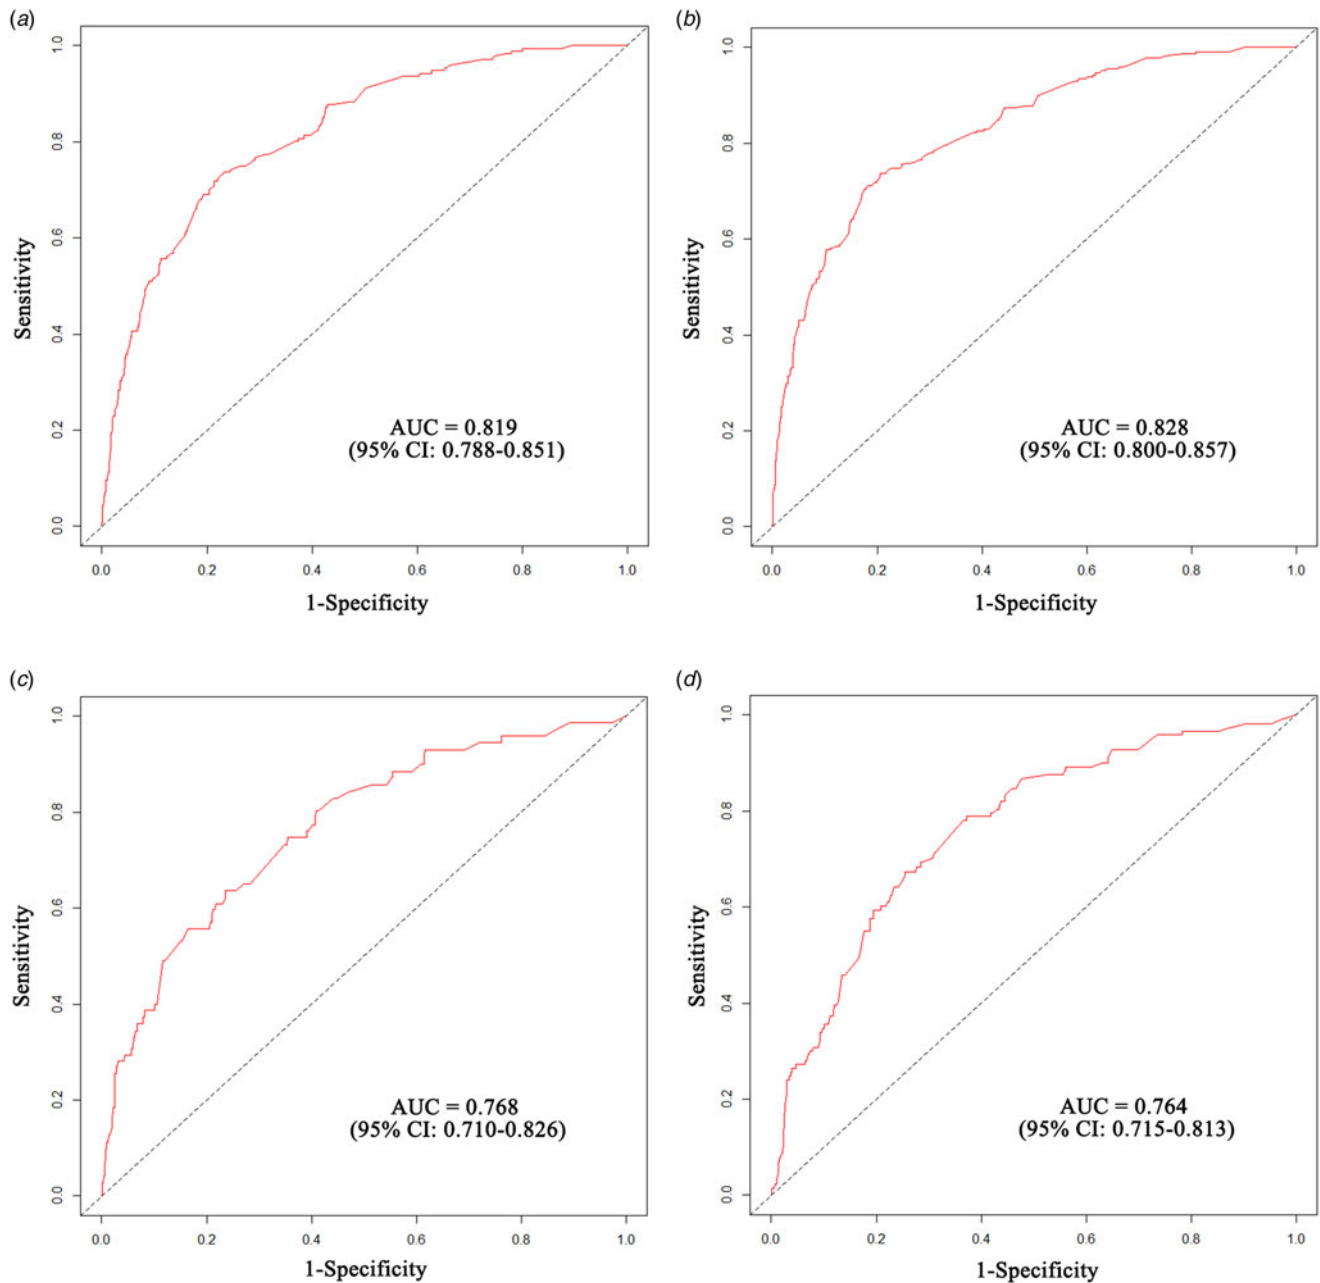 (a)
1.0
0.8
0.6
0.4
0.2
0.0
Sensitivity
AUC = 0.819
(95% CI: 0.788-0.851)
0.0 0.2 0.4 0.6 0.8 1.0
1-Specificity
(b)
1.0
0.8
0.6
0.4
0.2
0.0
Sensitivity
AUC = 0.828
(95% CI: 0.800-0.857)
0.0 0.2 0.4 0.6 0.8 1.0
1-Specificity
(c)
1.0
0.8
0.6
0.4
0.2
0.0
Sensitivity
AUC = 0.768
(95% CI: 0.710-0.826)
0.0 0.2 0.4 0.6 0.8 1.0
1-Specificity
(d)
1.0
0.8
0.6
0.4
0.2
0.0
Sensitivity
AUC = 0.764
(95% CI: 0.715-0.813)
0.0 0.2 0.4 0.6 0.8 1.0
1-Specificity